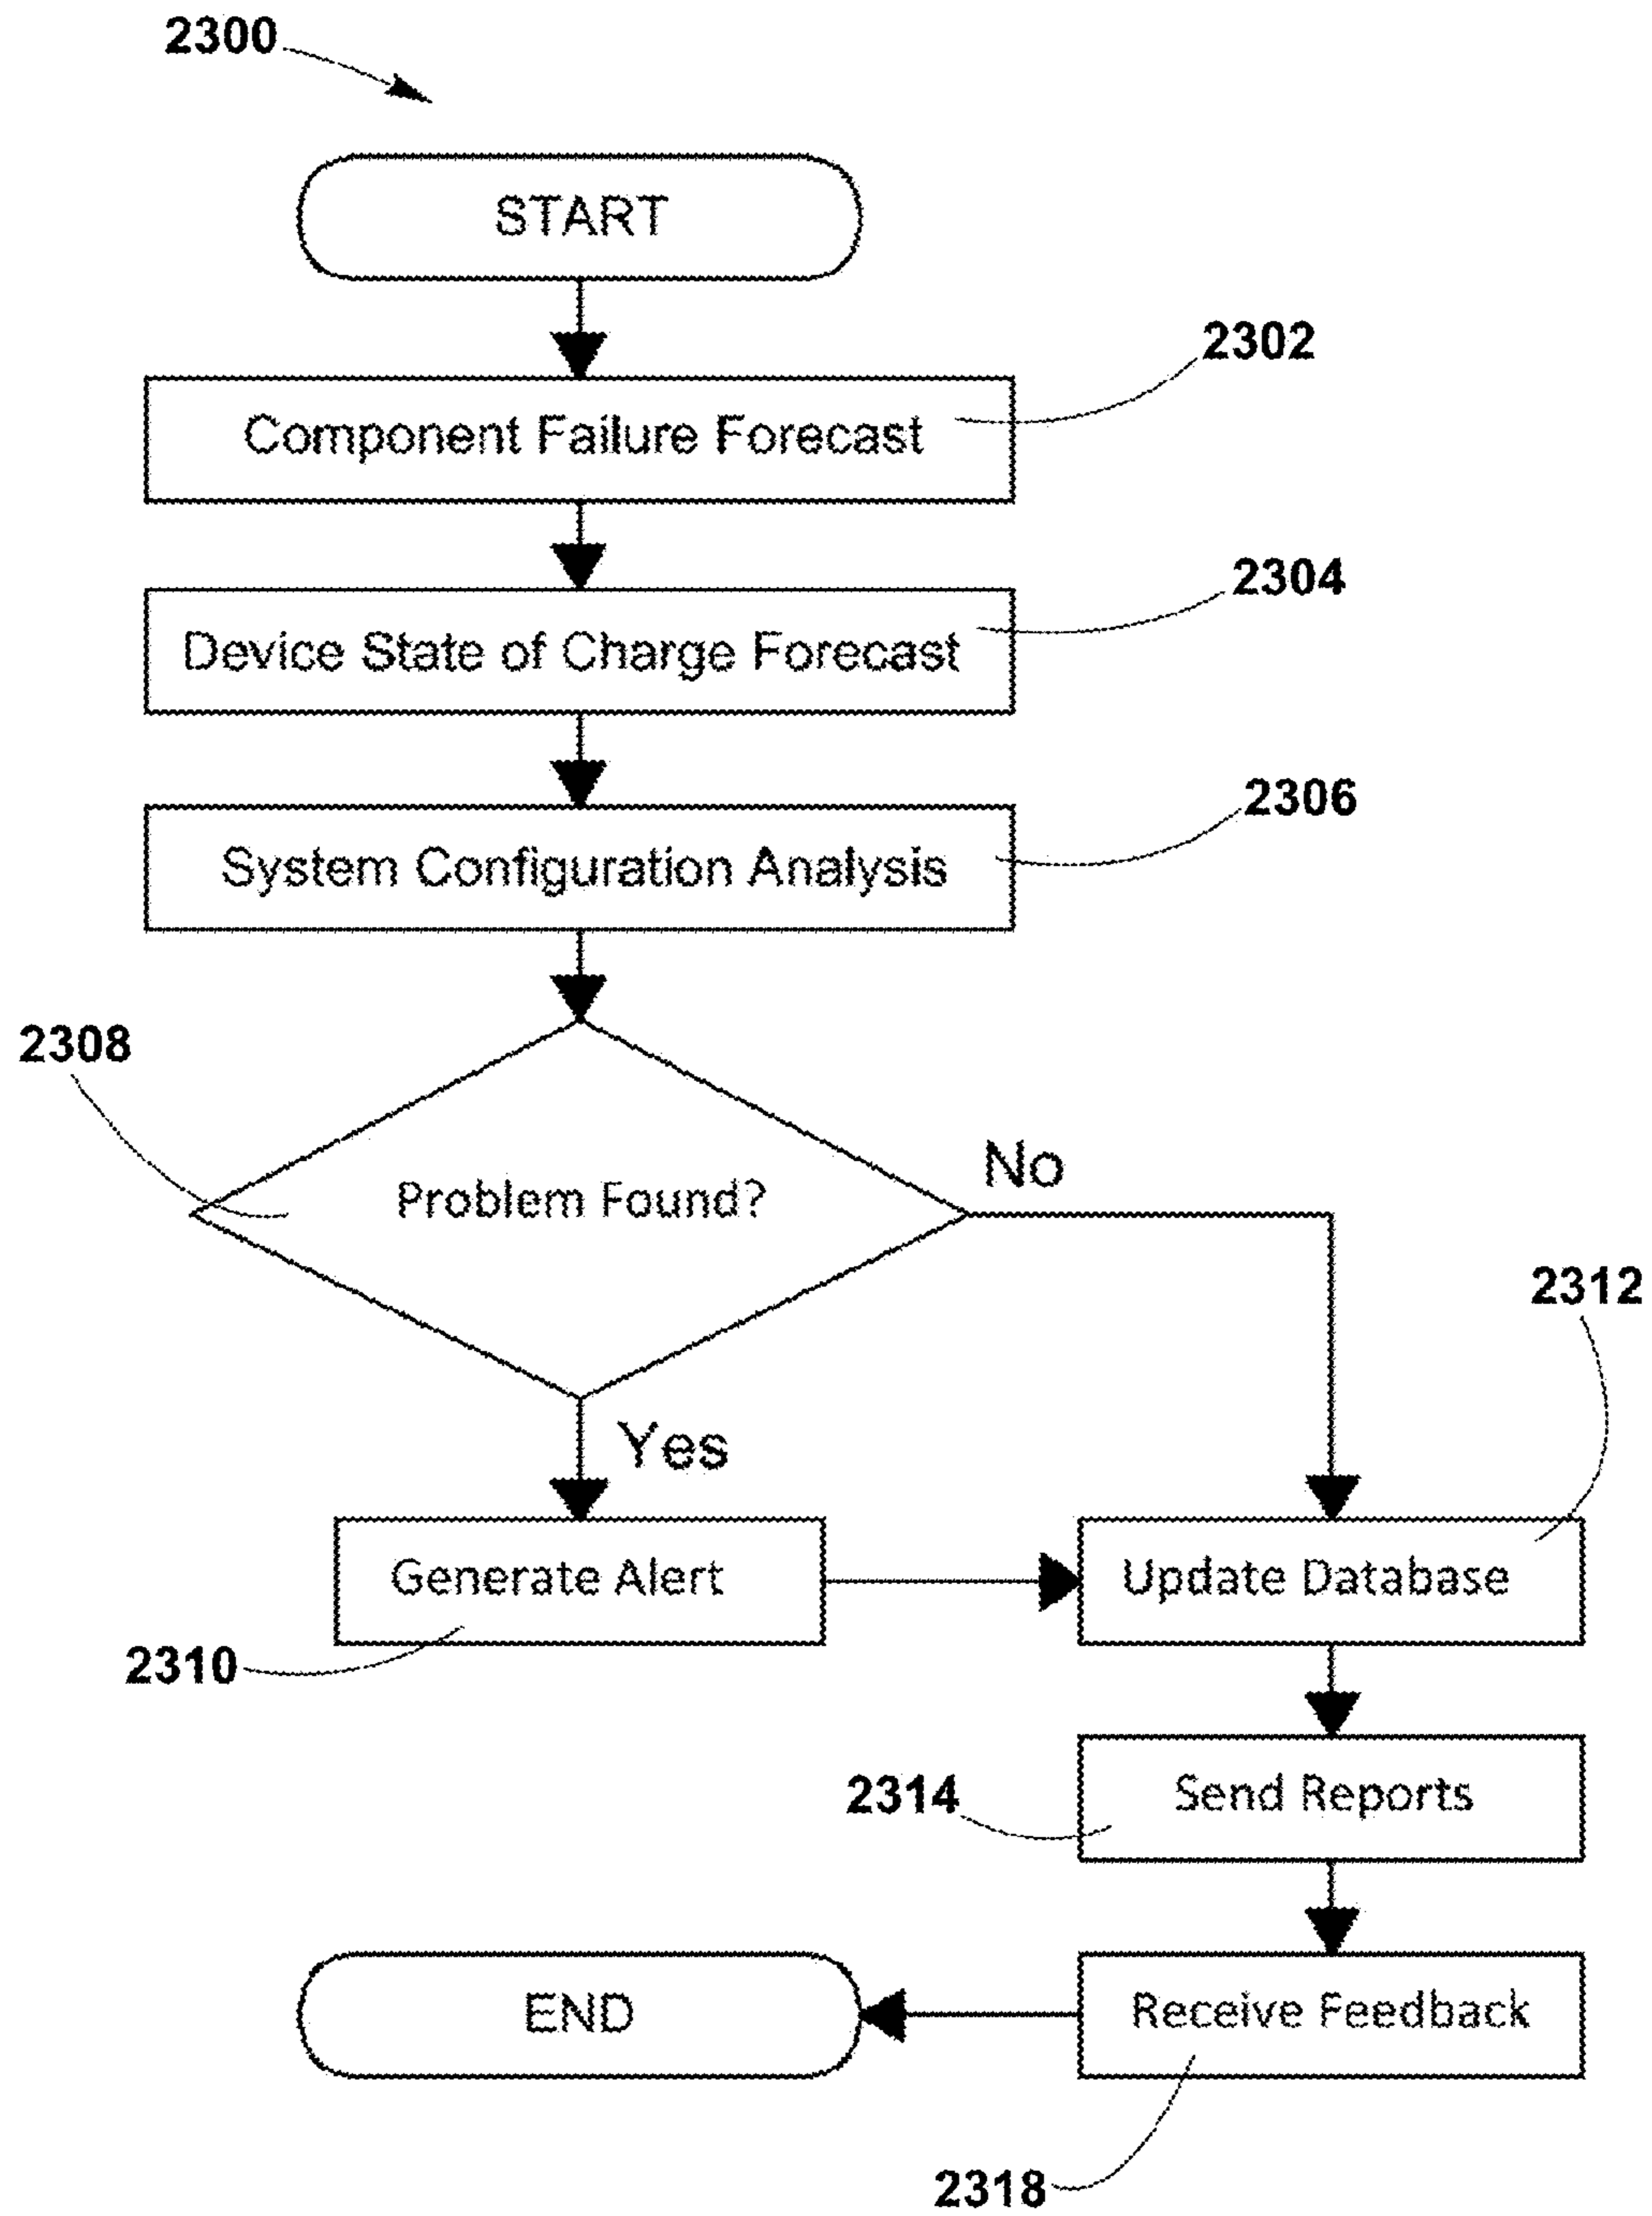 2300
START
2302
Component Failure Forecast
2304
Device State of Charge Forecast
2306
System Configuration Analysis
2308
No
Problem Found?
2312
Yes
Generate Alert
Update Database
2310
2314
Send Reports
END
Receive Feedback
2318